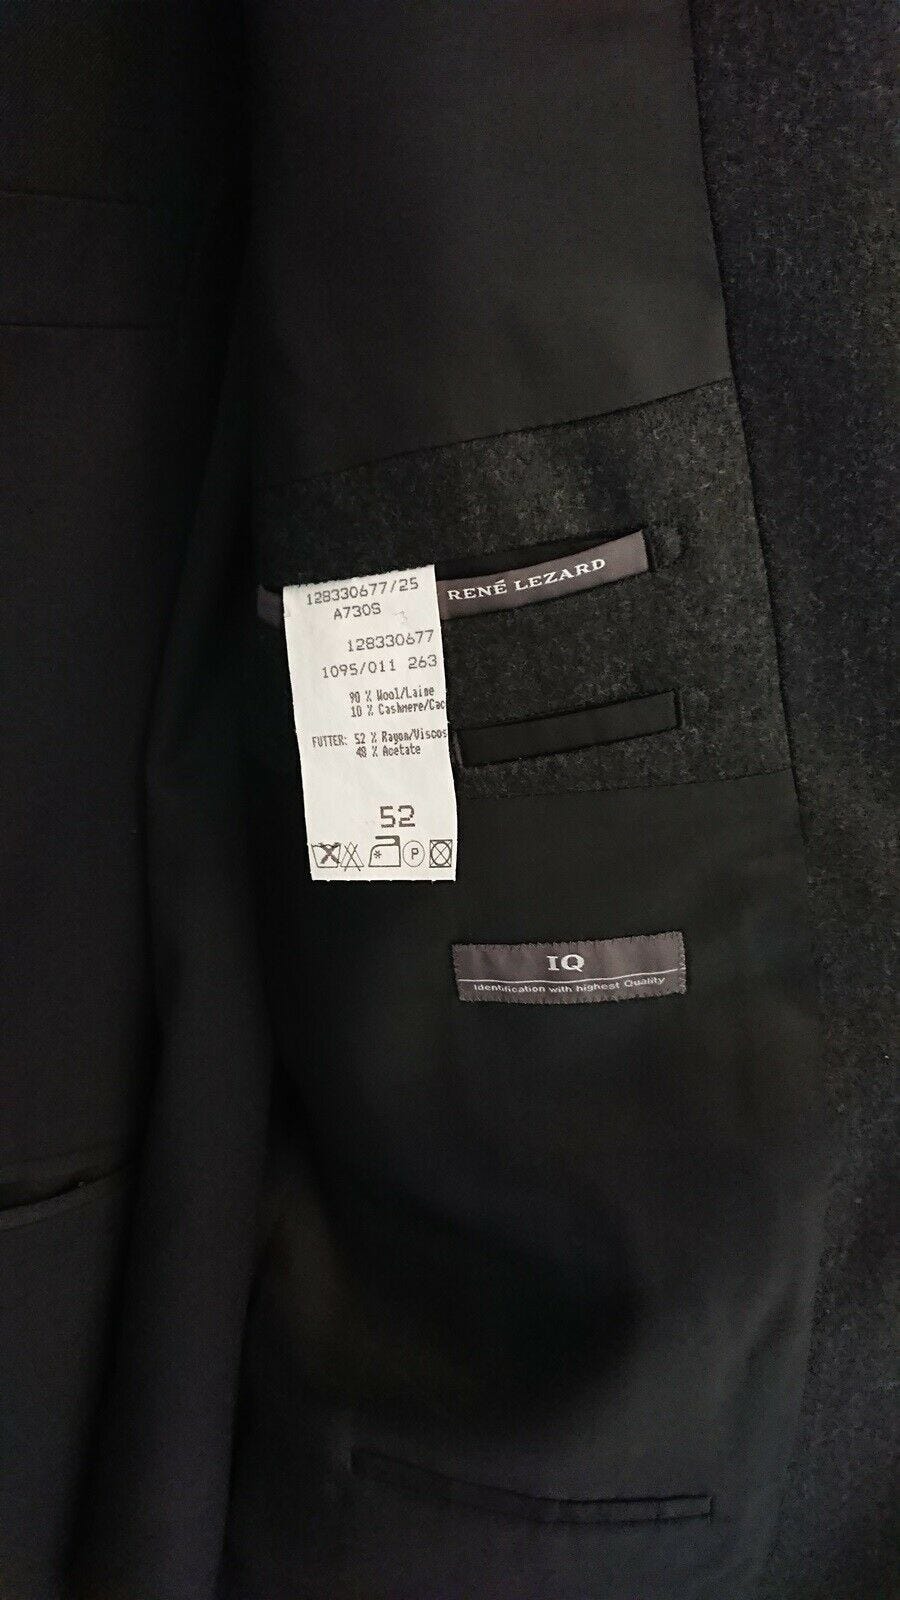 RENÉ LEZARD
128330677/25
A730S
128330677
1095/011 263
90 % Wool/Laine
10 % Cashmere/Cac
FUTTER: 52 % Rayon/Viscos
48 % Acetate
52
P
IQ
Identification with highest Quality